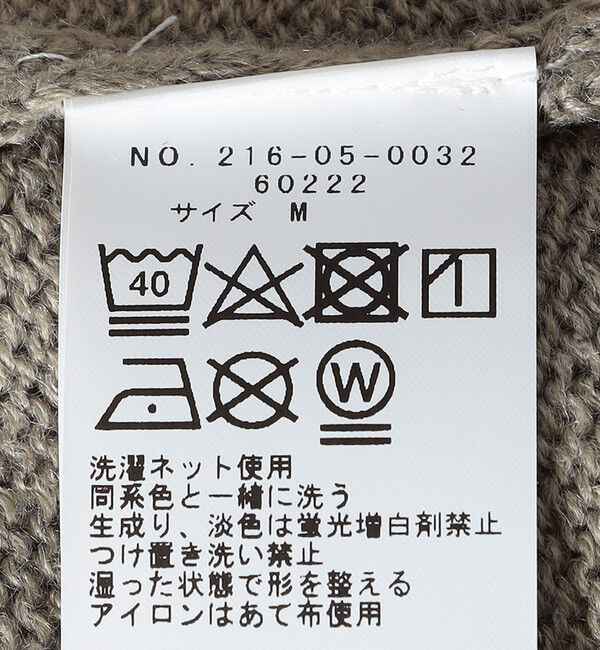 NO. 216-05-0032
60222
サイズ M
40
W
洗濯ネット使用
同系色と一緒に洗う
生成り、淡色は蛍光増白剤禁止
つけ置き洗い禁止
湿った状態で形を整える
アイロンはあて布使用